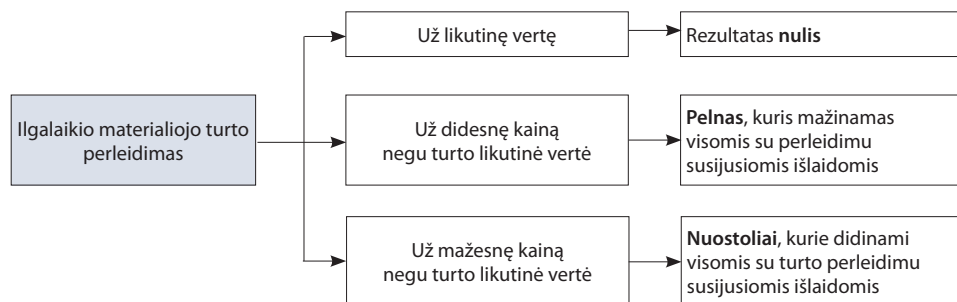 Ilgalaikio materialiojo turto
perleidimas
Už likutinę vertę
Rezultatas nulis
Už didesnę kainą
negu turto likutinė vertė
Pelnas, kuris mažinamas
visomis su perleidimu
susijusiomis išlaidomis
Už mažesnę kainą
negu turto likutinė vertė
Nuostoliai, kurie didinami
visomis su turto perleidimu
susijusiomis išlaidomis